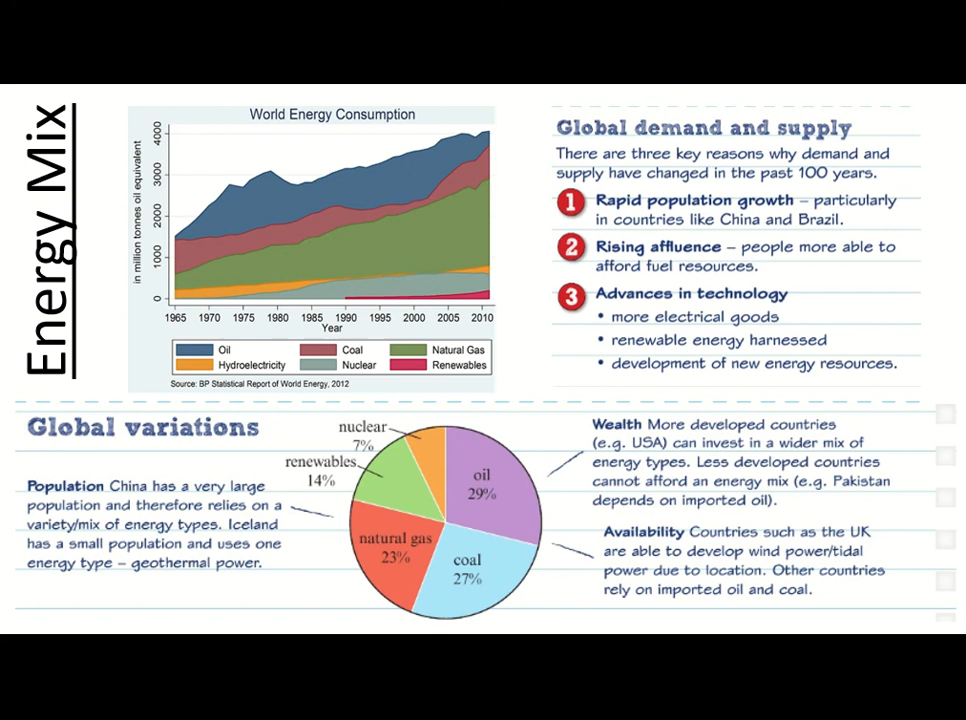 Energy Mix
World Energy Consumption
in million tonnes oil equivalent
4000
3000
2000
1000
0
1965 1970 1975 1980 1985 1990 1995 2000 2005 2010
Year
Oil Coal Natural Gas
Hydroelectricity Nuclear Renewables
Source: BP Statistical Report of World Energy, 2012
Global demand and supply
There are three key reasons why demand and
supply have changed in the past 100 years.
1 Rapid population growth – particularly
in countries like China and Brazil.
2 Rising affluence – people more able to
afford fuel resources.
3 Advances in technology
• more electrical goods
• renewable energy harnessed
• development of new energy resources.
Global variations
Population China has a very large
population and therefore relies on a
variety/mix of energy types. Iceland
has a small population and uses one
energy type – geothermal power.
nuclear
7%
renewables
14%
oil
29%
natural gas
23%
coal
27%
Wealth More developed countries
(e.g. USA) can invest in a wider mix of
energy types. Less developed countries
cannot afford an energy mix (e.g. Pakistan
depends on imported oil).
Availability Countries such as the UK
are able to develop wind power/tidal
power due to location. Other countries
rely on imported oil and coal.